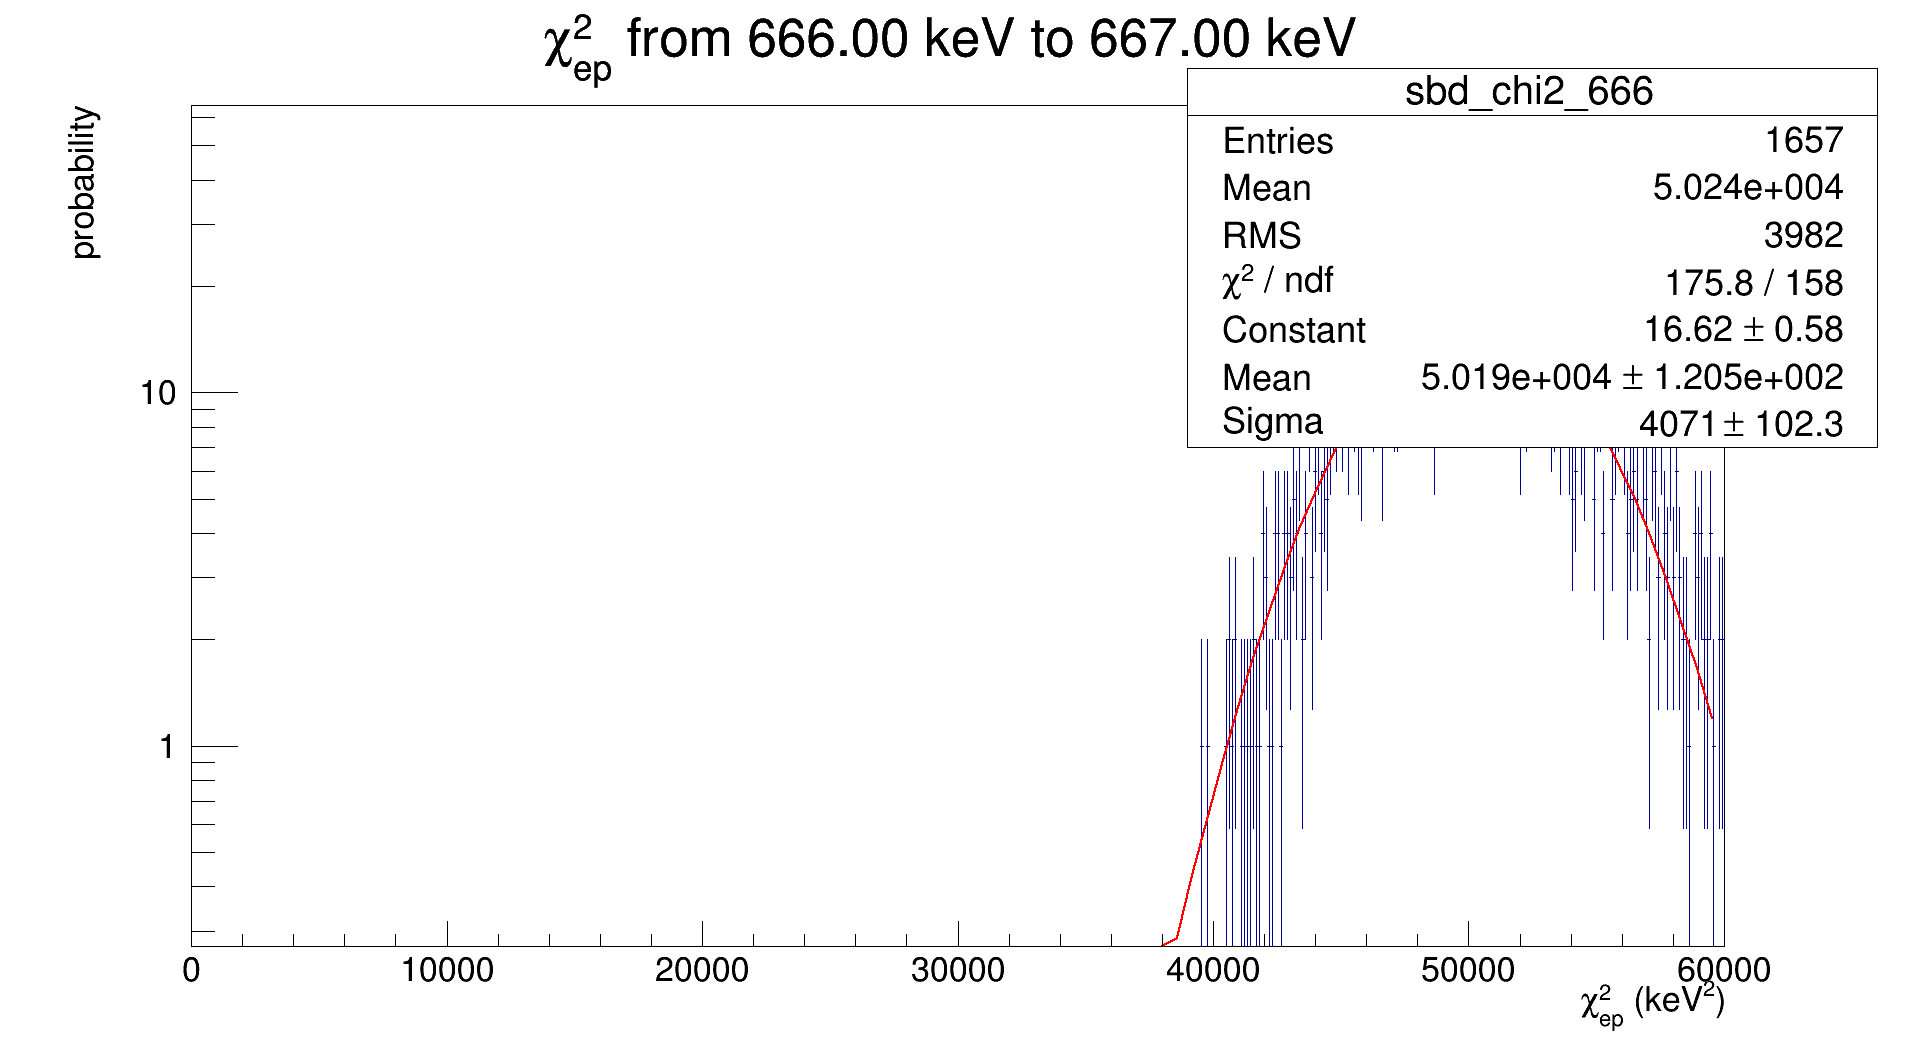 χ²ep from 666.00 keV to 667.00 keV
probability
sbd_chi2_666
Entries 1657
Mean 5.024e+004
RMS 3982
χ² / ndf 175.8 / 158
Constant 16.62 ± 0.58
Mean 5.019e+004 ± 1.205e+002
Sigma 4071 ± 102.3
10
1
0 10000 20000 30000 40000 50000 60000
χ²ep (keV²)